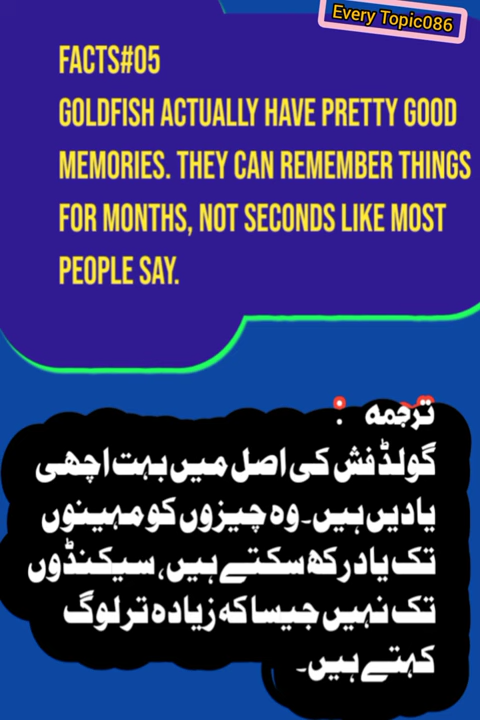 Every Topic086
FACTS#05
GOLDFISH ACTUALLY HAVE PRETTY GOOD
MEMORIES. THEY CAN REMEMBER THINGS
FOR MONTHS, NOT SECONDS LIKE MOST
PEOPLE SAY.
ترجمہ :
گولڈ فش کی اصل میں بہت اچھی
یادیں ہیں۔ وہ چیزوں کو مہینوں
تک یاد رکھ سکتے ہیں، سیکنڈوں
تک نہیں جیسا کہ زیادہ تر لوگ
کہتے ہیں۔